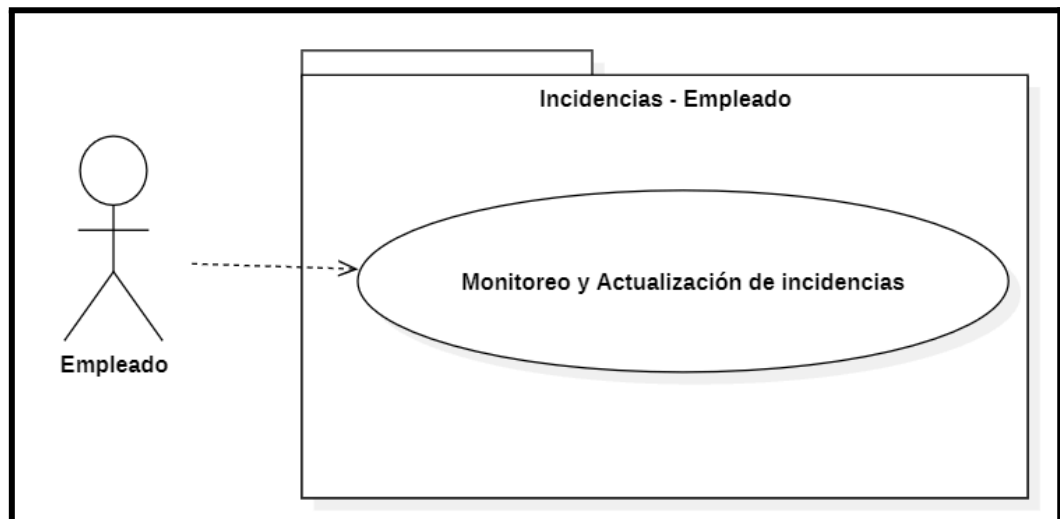 Incidencias - Empleado
Monitoreo y Actualización de incidencias
Empleado